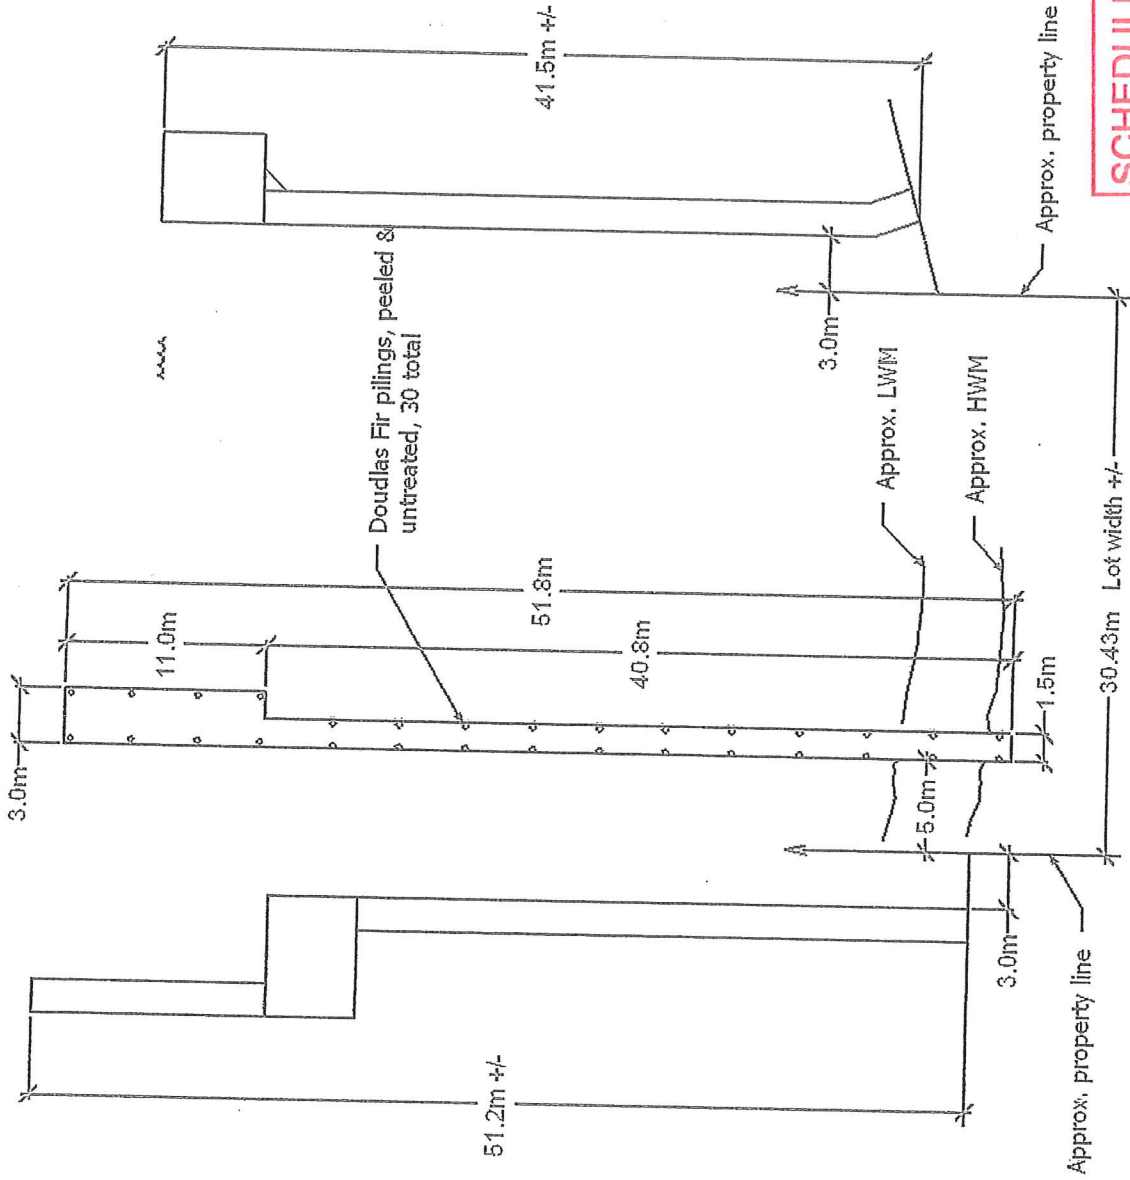 3.0m
41.5m +/-
11.0m
Doudlas Fir pilings, peeled &
untreated, 30 total
51.8m
40.8m
Approx. LWM
Approx. HWM
3.0m
Approx. property line
5.0m
1.5m
30.43m Lot width +/-
3.0m
51.2m +/-
Approx. property line